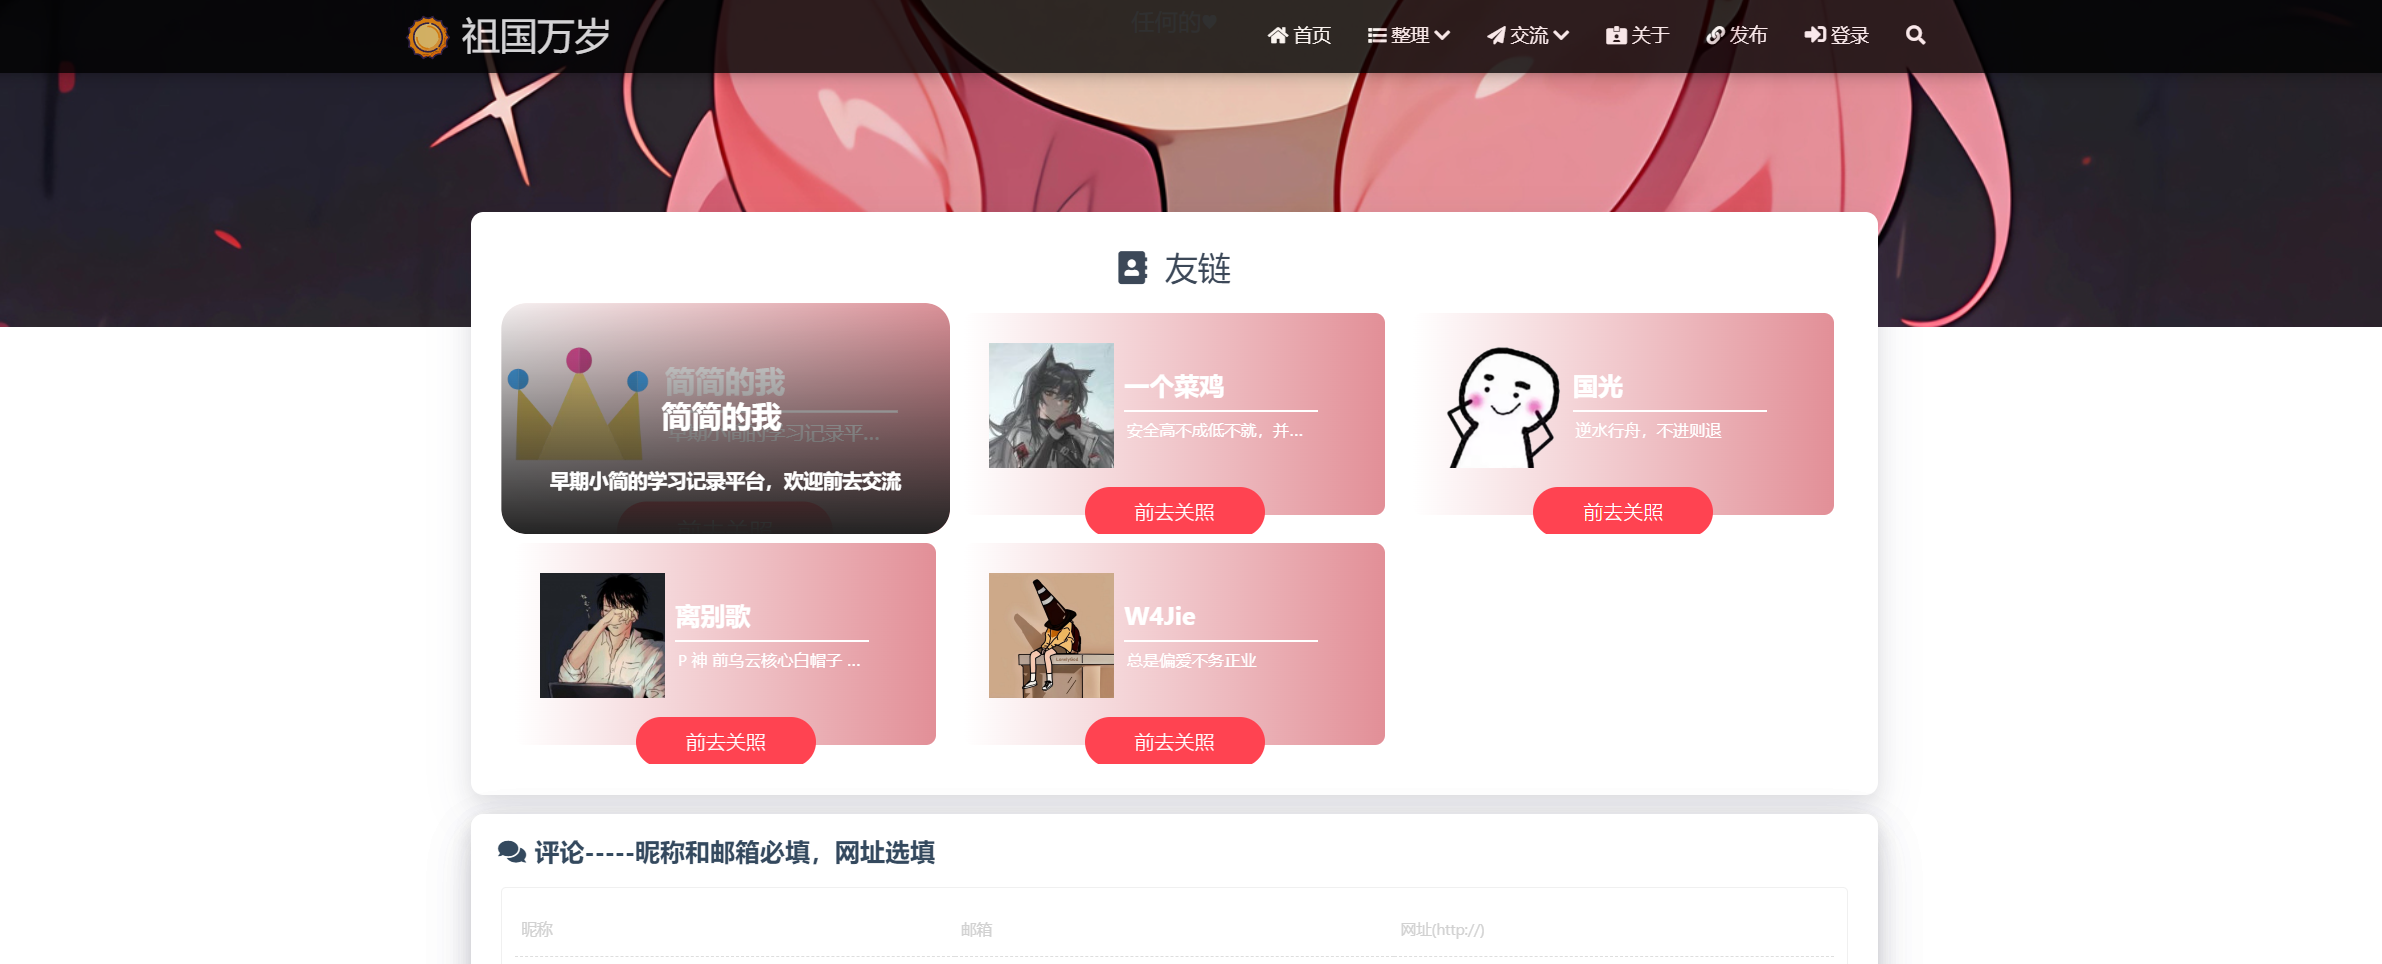 祖国万岁
任何的
首页 整理 交流 关于 发布 登录
友链
简简的我
早期小简的学习记录平...
简简的我
早期小简的学习记录平台，欢迎前去交流
前去关照
一个菜鸡
安全高不成低不就，并...
前去关照
国光
逆水行舟，不进则退
前去关照
离别歌
P 神 前乌云核心白帽子 ...
前去关照
W4Jie
总是偏爱不务正业
前去关照
评论-----昵称和邮箱必填，网址选填
昵称 邮箱 网址(http://)